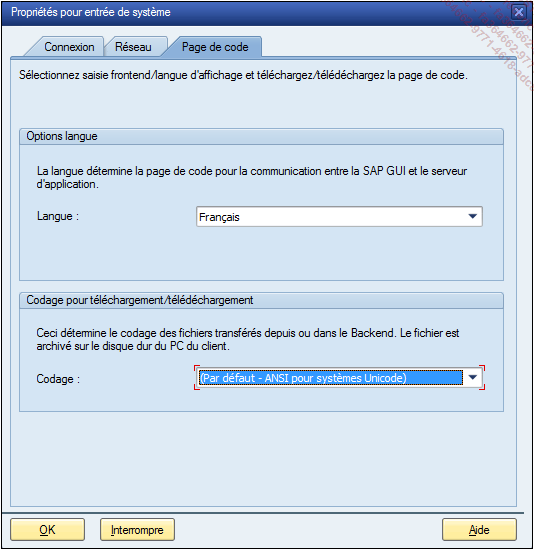 Propriétés pour entrée de système
Connexion
Réseau
Page de code
Sélectionnez saisie frontend/langue d'affichage et téléchargez/télédéchargez la page de code.
Options langue
La langue détermine la page de code pour la communication entre la SAP GUI et le serveur
d'application.
Langue :
Français
Codage pour téléchargement/télédéchargement
Ceci détermine le codage des fichiers transférés depuis ou dans le Backend. Le fichier est
archivé sur le disque dur du PC du client.
Codage :
(Par défaut - ANSI pour systèmes Unicode)
OK
Interrompre
Aide